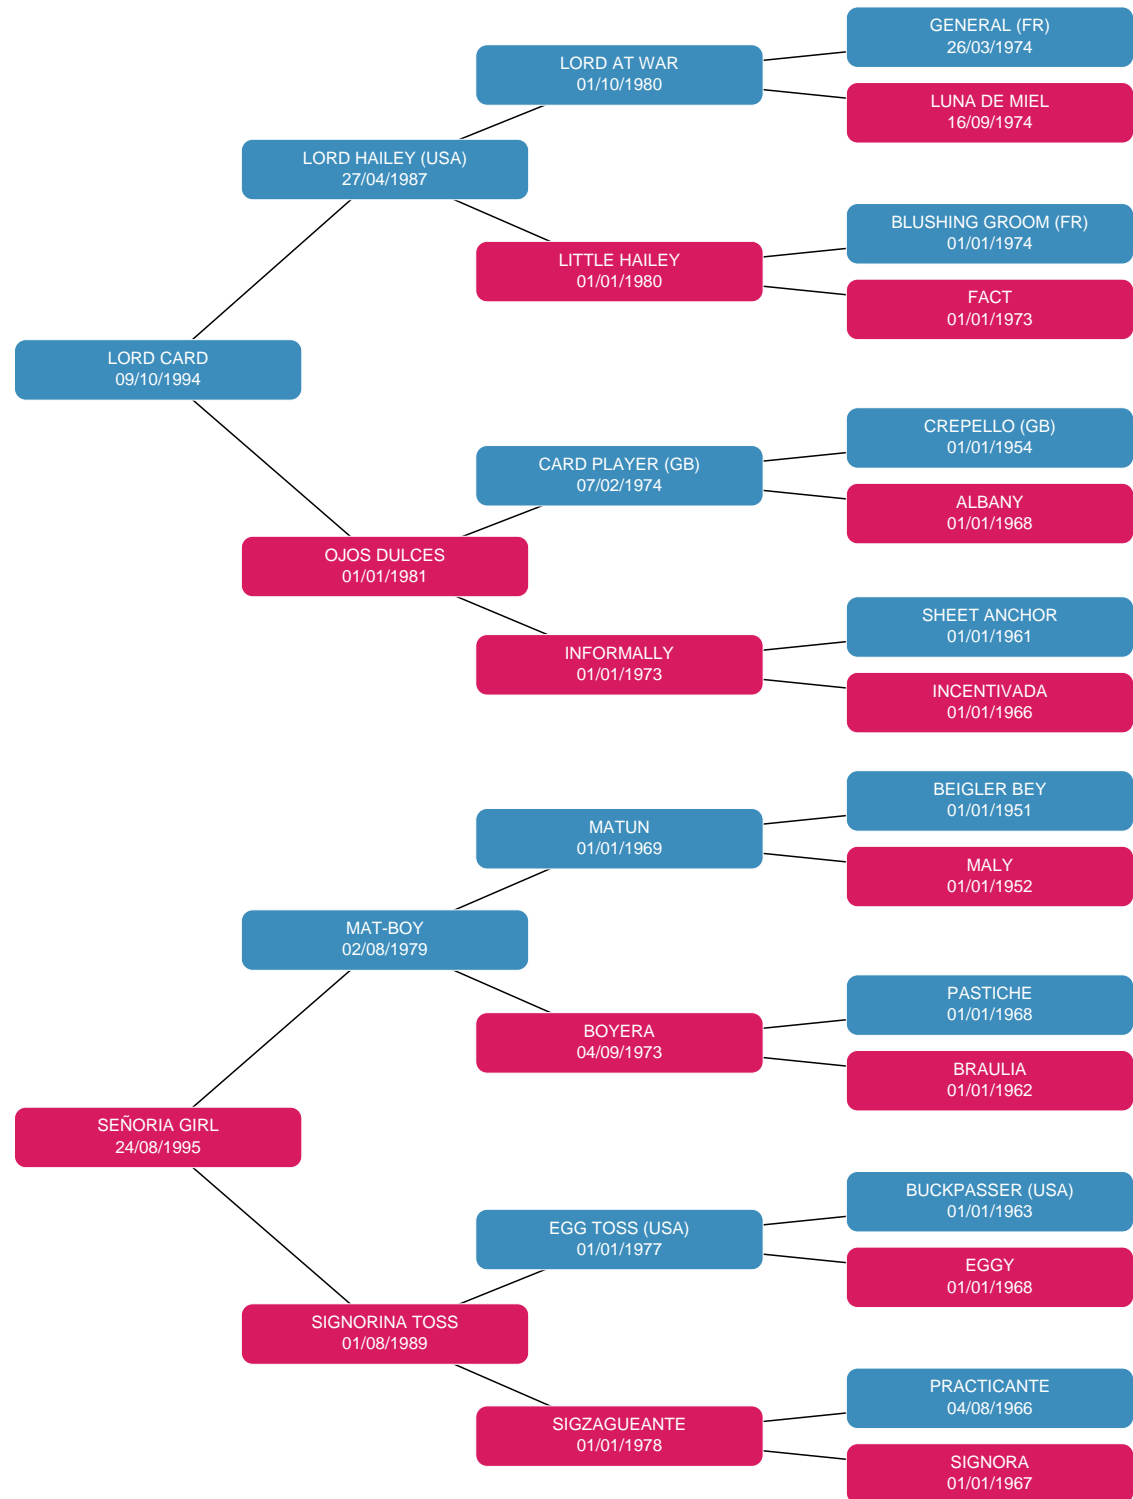 GENERAL (FR)
26/03/1974
LORD AT WAR
01/10/1980
LUNA DE MIEL
16/09/1974
LORD HAILEY (USA)
27/04/1987
BLUSHING GROOM (FR)
01/01/1974
LITTLE HAILEY
01/01/1980
FACT
01/01/1973
LORD CARD
09/10/1994
CREPELLO (GB)
01/01/1954
CARD PLAYER (GB)
07/02/1974
ALBANY
01/01/1968
OJOS DULCES
01/01/1981
SHEET ANCHOR
01/01/1961
INFORMALLY
01/01/1973
INCENTIVADA
01/01/1966
BEIGLER BEY
01/01/1951
MATUN
01/01/1969
MALY
01/01/1952
MAT-BOY
02/08/1979
PASTICHE
01/01/1968
BOYERA
04/09/1973
BRAULIA
01/01/1962
SEÑORIA GIRL
24/08/1995
BUCKPASSER (USA)
01/01/1963
EGG TOSS (USA)
01/01/1977
EGGY
01/01/1968
SIGNORINA TOSS
01/08/1989
PRACTICANTE
04/08/1966
SIGZAGUEANTE
01/01/1978
SIGNORA
01/01/1967